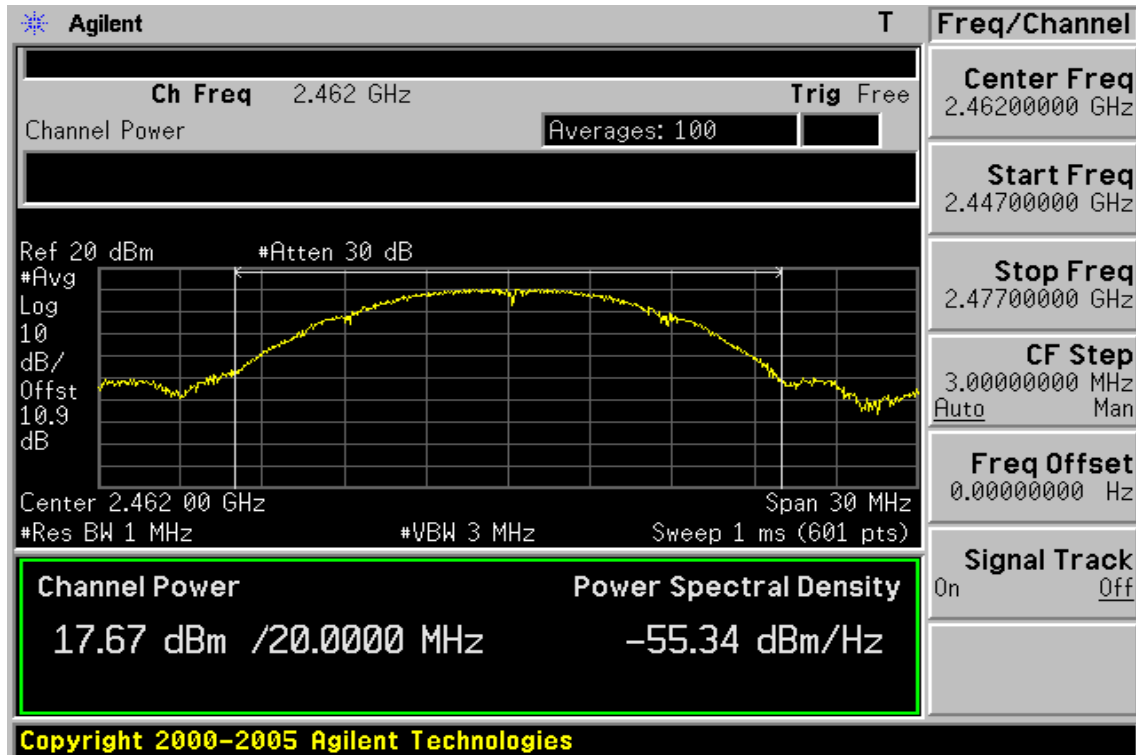 Agilent T
Ch Freq 2.462 GHz Trig Free
Channel Power Averages: 100
Ref 20 dBm #Atten 30 dB
#Avg
Log
10
dB/
Offst
10.9
dB
Center 2.462 00 GHz Span 30 MHz
#Res BW 1 MHz #VBW 3 MHz Sweep 1 ms (601 pts)
Channel Power Power Spectral Density
17.67 dBm /20.0000 MHz -55.34 dBm/Hz
Copyright 2000-2005 Agilent Technologies
Freq/Channel
Center Freq
2.46200000 GHz
Start Freq
2.44700000 GHz
Stop Freq
2.47700000 GHz
CF Step
3.00000000 MHz
Auto Man
Freq Offset
0.00000000 Hz
Signal Track
On Off